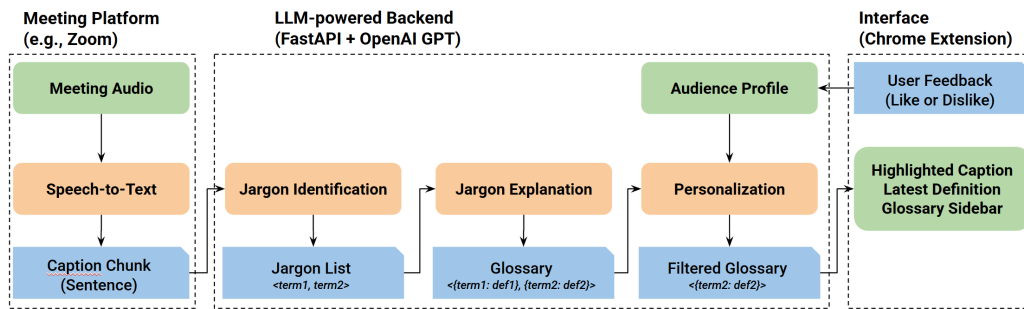 Meeting Platform
(e.g., Zoom)
Meeting Audio
Speech-to-Text
Caption Chunk
(Sentence)
LLM-powered Backend
(FastAPI + OpenAI GPT)
Jargon Identification
Jargon List
<term1, term2>
Jargon Explanation
Glossary
<{term1: def1}, {term2: def2}>
Audience Profile
Personalization
Filtered Glossary
<{term2: def2}>
Interface
(Chrome Extension)
User Feedback
(Like or Dislike)
Highlighted Caption
Latest Definition
Glossary Sidebar